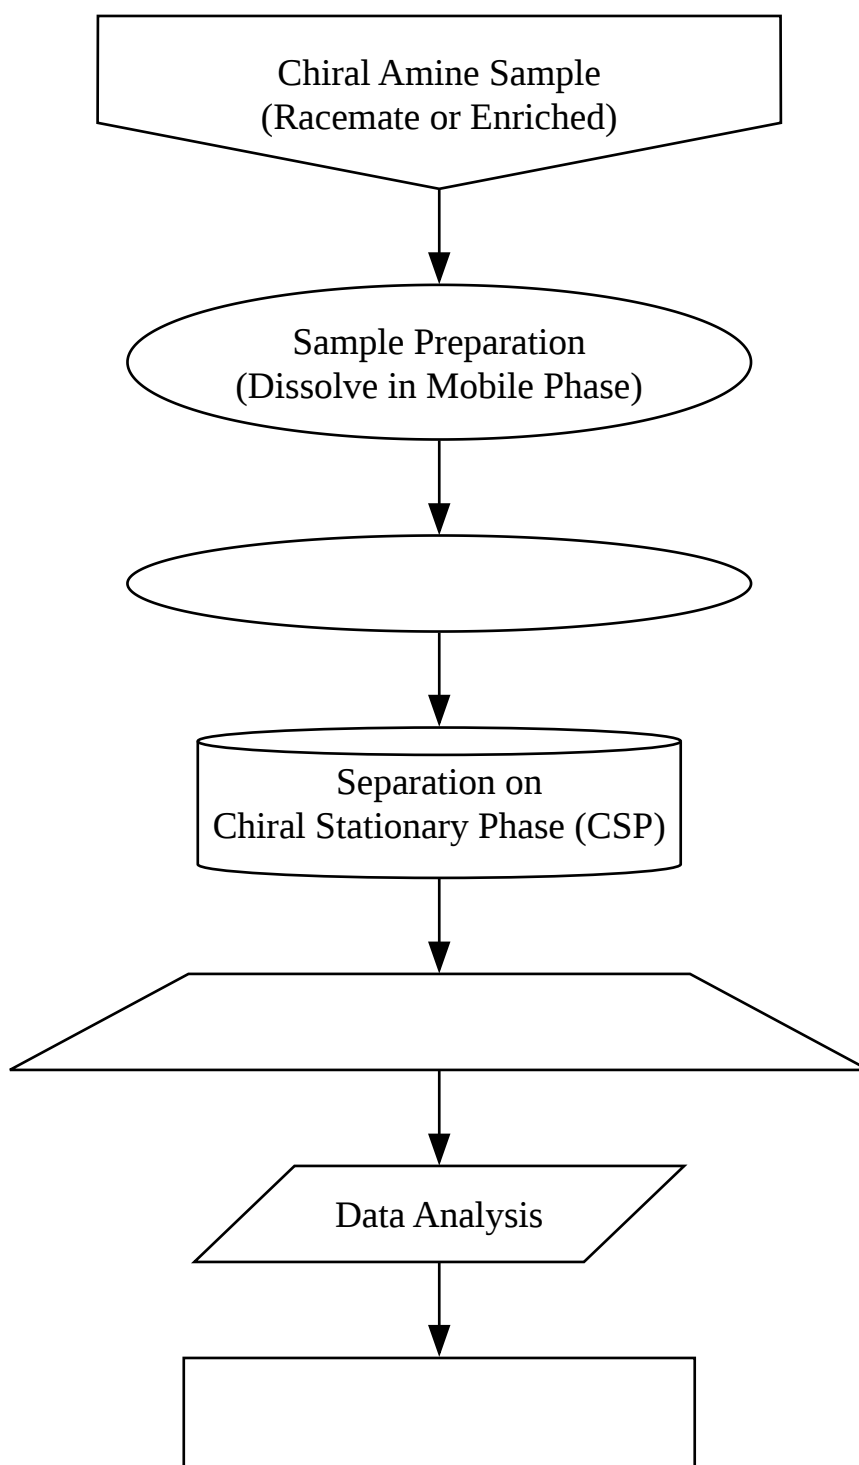 Chiral Amine Sample
(Racemate or Enriched)
Sample Preparation
(Dissolve in Mobile Phase)
Separation on
Chiral Stationary Phase (CSP)
Data Analysis